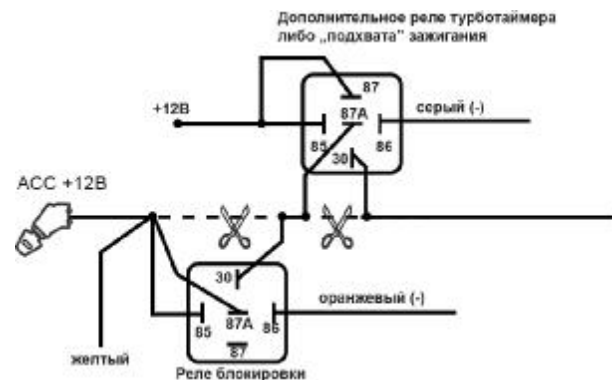 Дополнительное реле турботаймера
либо „подхвата" зажигания
87
+12В
87А
серый (-)
85
86
30
АСС +12В
30
оранжевый (-)
85
87А
86
87
желтый
Реле блокировки